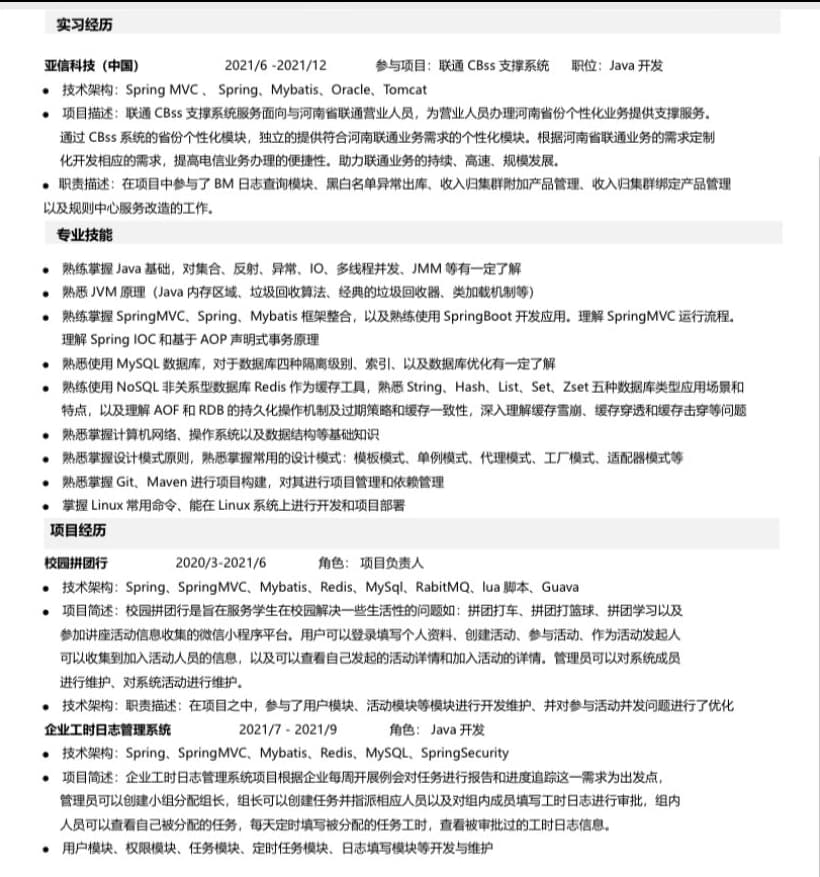 实习经历
亚信科技（中国） 2021/6 -2021/12 参与项目：联通 CBss 支撑系统 职位：Java 开发
● 技术架构：Spring MVC 、 Spring、Mybatis、Oracle、Tomcat
● 项目描述：联通 CBss 支撑系统服务面向与河南省联通营业人员，为营业人员办理河南省份个性化业务提供支撑服务。
通过 CBss 系统的省份个性化模块，独立的提供符合河南联通业务需求的个性化模块。根据河南省联通业务的需求定制
化开发相应的需求，提高电信业务办理的便捷性。助力联通业务的持续、高速、规模发展。
● 职责描述：在项目中参与了 BM 日志查询模块、黑白名单异常出库、收入归集群附加产品管理、收入归集群绑定产品管理
以及规则中心服务改造的工作。
专业技能
● 熟练掌握 Java 基础，对集合、反射、异常、IO、多线程并发、JMM 等有一定了解
● 熟悉 JVM 原理（Java 内存区域、垃圾回收算法、经典的垃圾回收器、类加载机制等）
● 熟练掌握 SpringMVC、Spring、Mybatis 框架整合，以及熟练使用 SpringBoot 开发应用。理解 SpringMVC 运行流程。
理解 Spring IOC 和基于 AOP 声明式事务原理
● 熟悉使用 MySQL 数据库，对于数据库四种隔离级别、索引、以及数据库优化有一定了解
● 熟练使用 NoSQL 非关系型数据库 Redis 作为缓存工具，熟悉 String、Hash、List、Set、Zset 五种数据库类型应用场景和
特点，以及理解 AOF 和 RDB 的持久化操作机制及过期策略和缓存一致性，深入理解缓存雪崩、缓存穿透和缓存击穿等问题
● 熟悉掌握计算机网络、操作系统以及数据结构等基础知识
● 熟悉掌握设计模式原则，熟悉掌握常用的设计模式：模板模式、单例模式、代理模式、工厂模式、适配器模式等
● 熟悉掌握 Git、Maven 进行项目构建，对其进行项目管理和依赖管理
● 掌握 Linux 常用命令、能在 Linux 系统上进行开发和项目部署
项目经历
校园拼团行 2020/3-2021/6 角色： 项目负责人
● 技术架构：Spring、SpringMVC、Mybatis、Redis、MySql、RabitMQ、lua 脚本、Guava
● 项目简述：校园拼团行是旨在服务学生在校园解决一些生活性的问题如：拼团打车、拼团打篮球、拼团学习以及
参加讲座活动信息收集的微信小程序平台。用户可以登录填写个人资料、创建活动、参与活动、作为活动发起人
可以收集到加入活动人员的信息，以及可以查看自己发起的活动详情和加入活动的详情。管理员可以对系统成员
进行维护、对系统活动进行维护。
● 技术架构：职责描述：在项目之中，参与了用户模块、活动模块等模块进行开发维护、并对参与活动并发问题进行了优化
企业工时日志管理系统 2021/7 - 2021/9 角色： Java 开发
● 技术架构：Spring、SpringMVC、Mybatis、Redis、MySQL、SpringSecurity
● 项目简述：企业工时日志管理系统项目根据企业每周开展例会对任务进行报告和进度追踪这一需求为出发点，
管理员可以创建小组分配组长，组长可以创建任务并指派相应人员以及对组内成员填写工时日志进行审批，组内
人员可以查看自己被分配的任务，每天定时填写被分配的任务工时，查看被审批过的工时日志信息。
● 用户模块、权限模块、任务模块、定时任务模块、日志填写模块等开发与维护